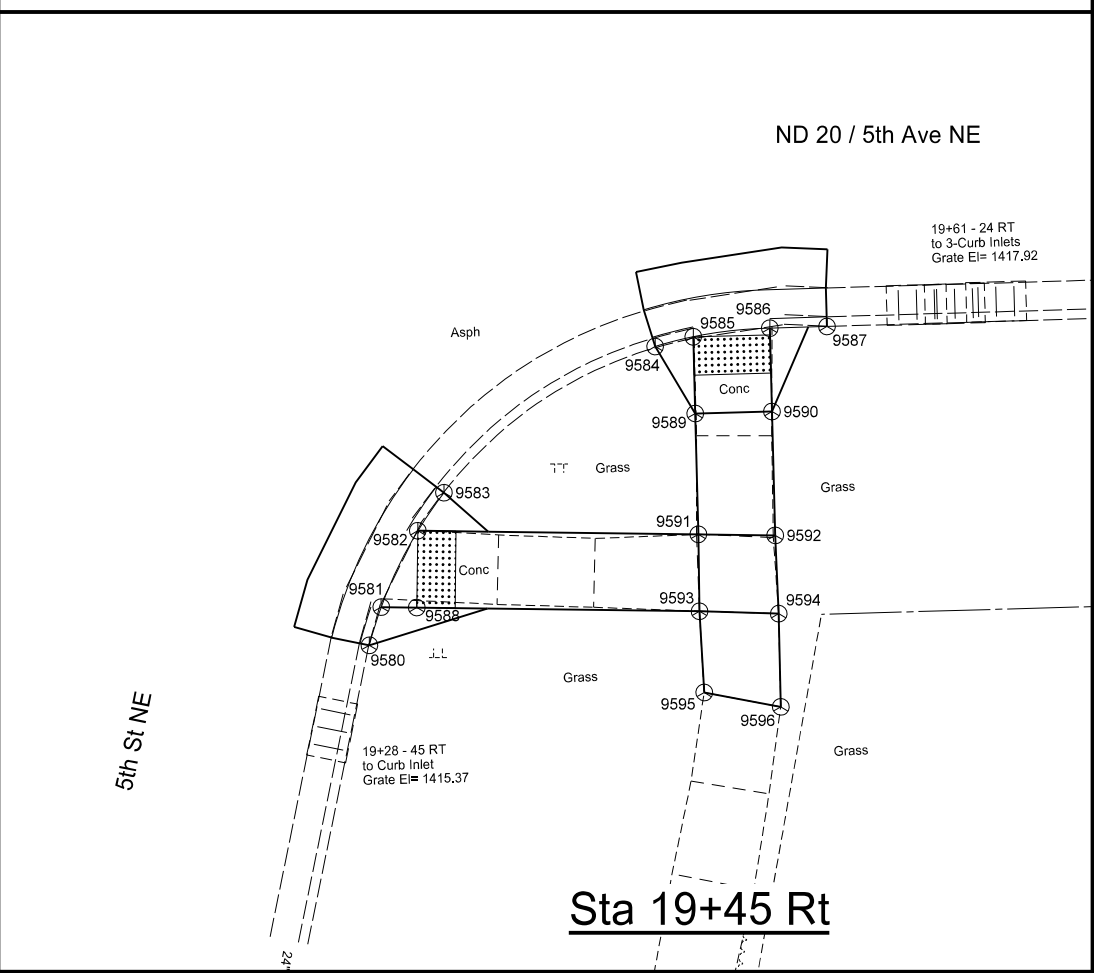 ND 20 / 5th Ave NE
19+61 - 24 RT
to 3-Curb Inlets
Grate El= 1417.92
Asph
9586
9585
9587
9584
Conc
9589
9590
Grass
Grass
9583
9591
9582
9592
Conc
9581
9588
9593
9594
9580
Grass
9595
9596
5th St NE
19+28 - 45 RT
to Curb Inlet
Grate El= 1415.37
Grass
Sta 19+45 Rt
24"